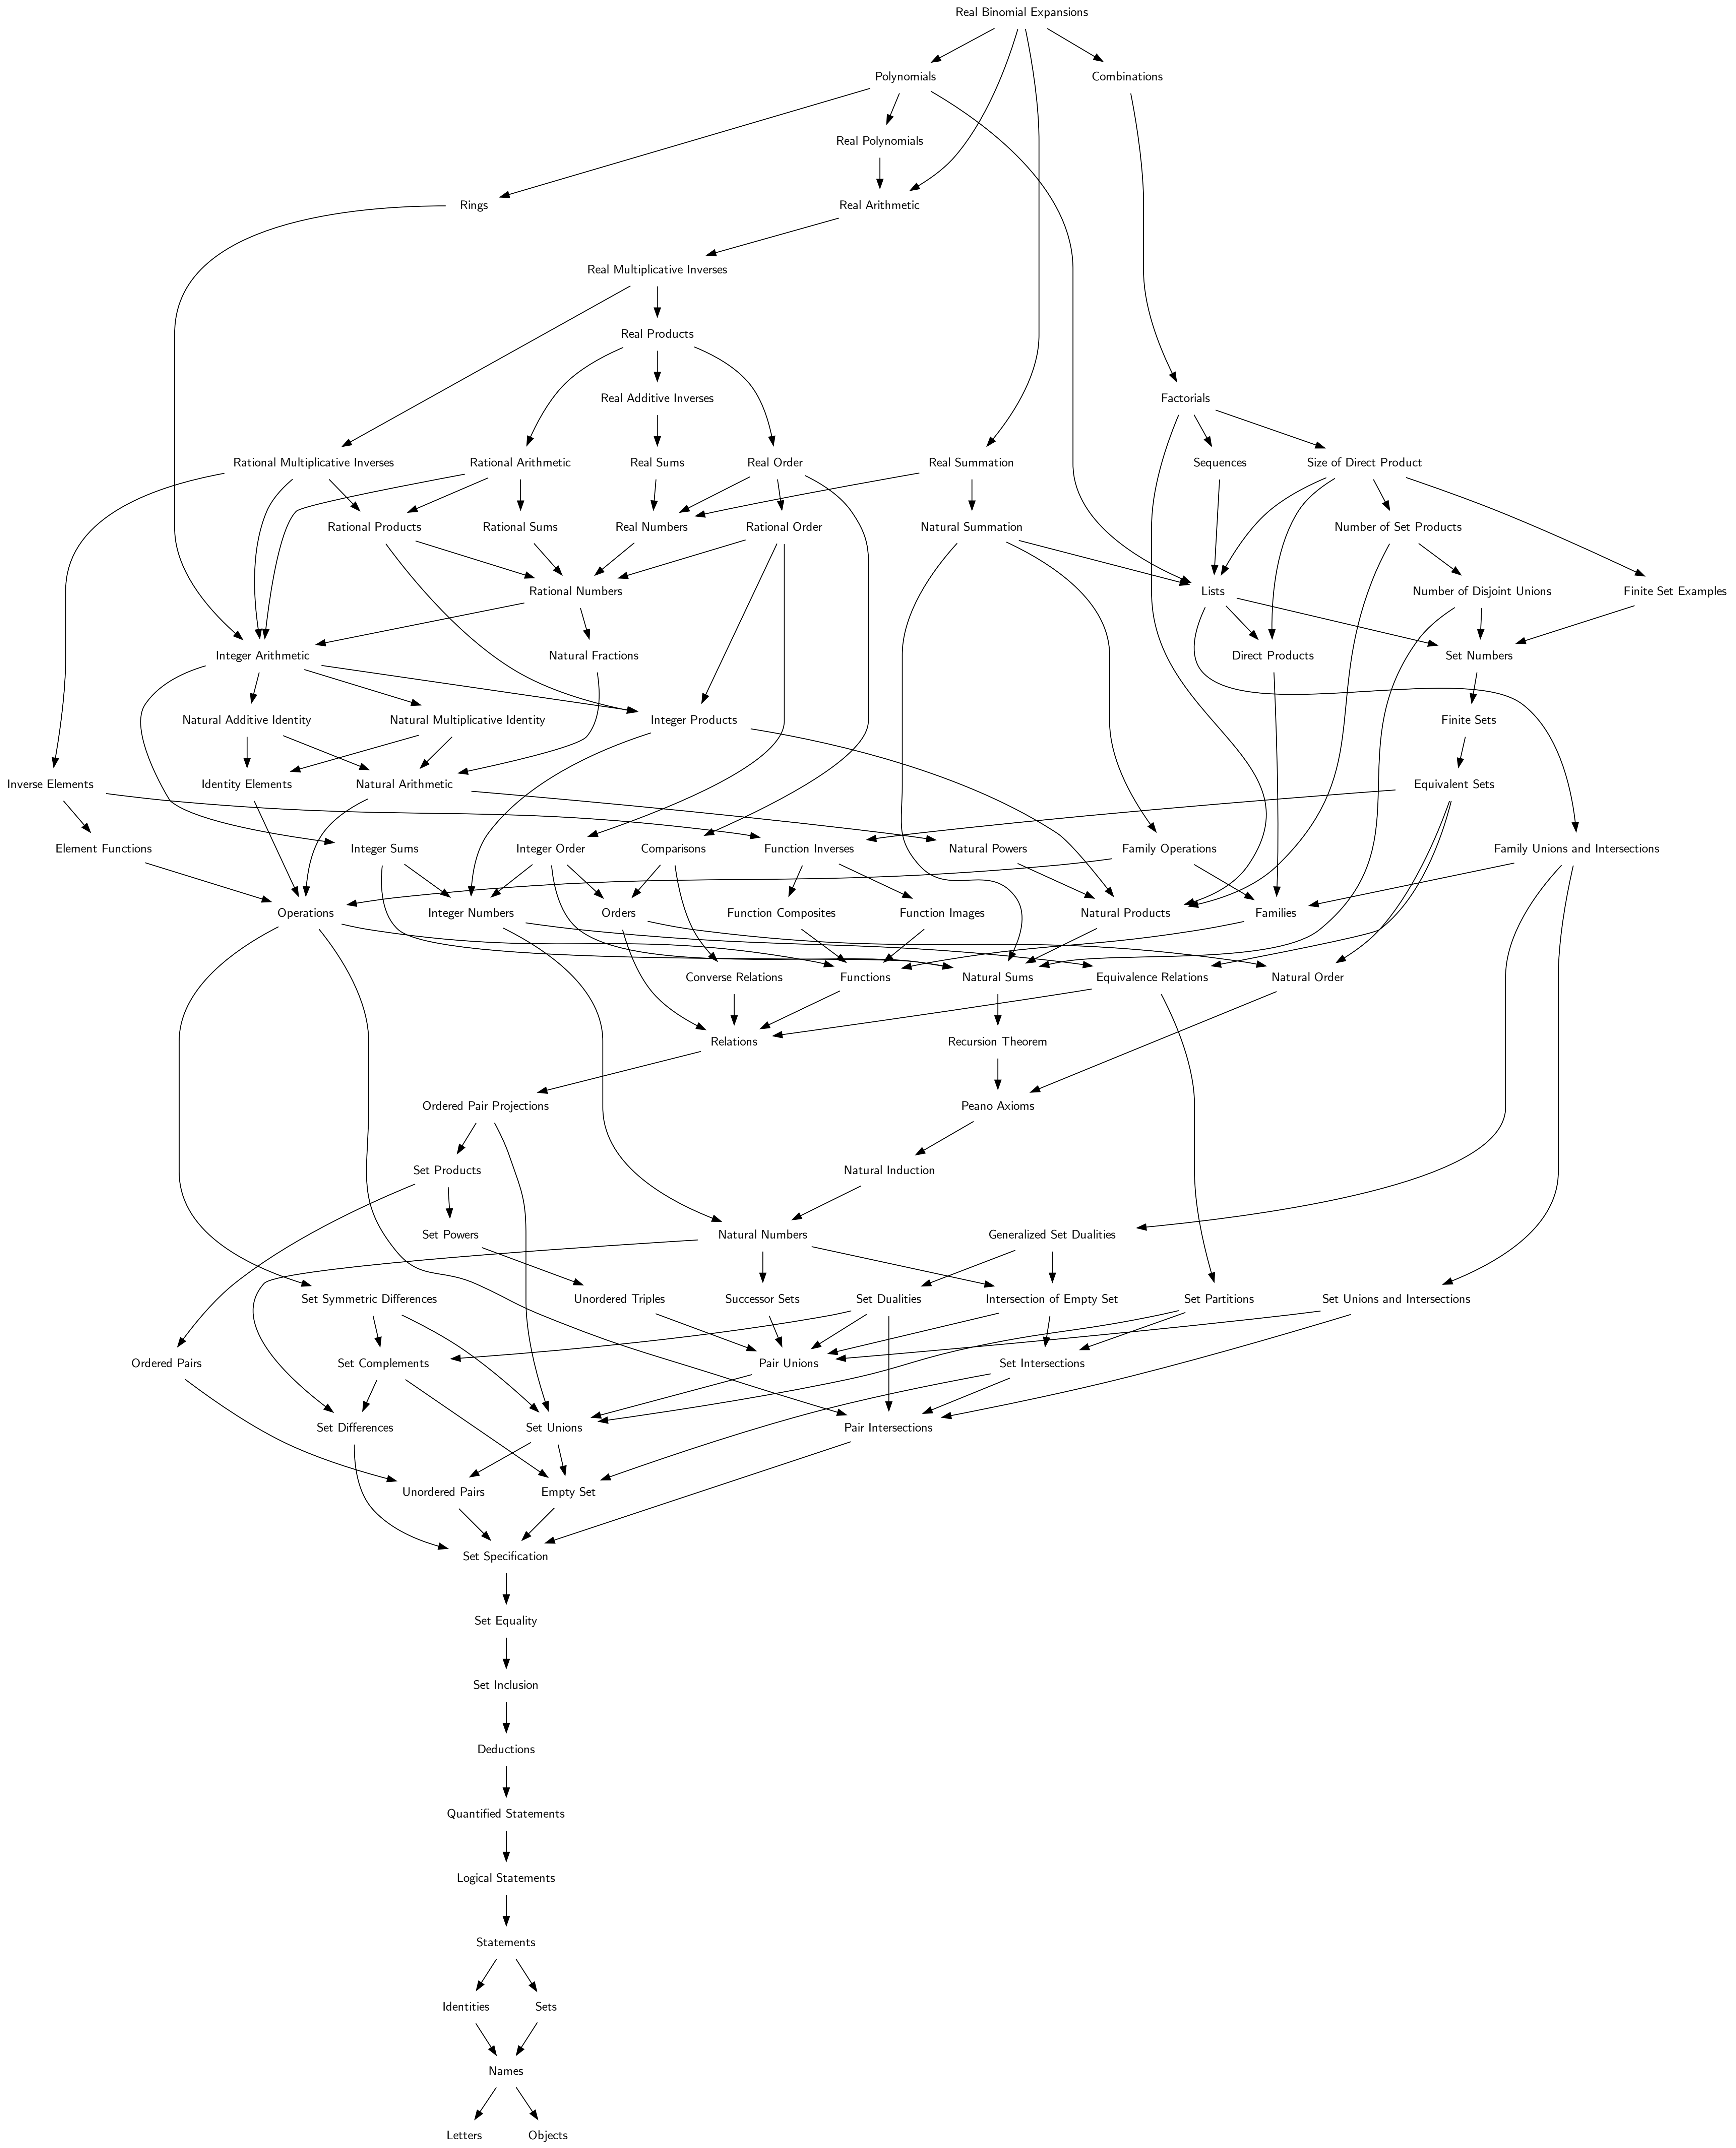 Real Binomial Expansions
Polynomials
Combinations
Real Polynomials
Rings
Real Arithmetic
Real Multiplicative Inverses
Real Products
Real Additive Inverses
Factorials
Rational Multiplicative Inverses
Rational Arithmetic
Real Sums
Real Order
Real Summation
Sequences
Size of Direct Product
Rational Products
Rational Sums
Real Numbers
Rational Order
Natural Summation
Number of Set Products
Rational Numbers
Lists
Number of Disjoint Unions
Finite Set Examples
Integer Arithmetic
Natural Fractions
Direct Products
Set Numbers
Natural Additive Identity
Natural Multiplicative Identity
Integer Products
Finite Sets
Inverse Elements
Identity Elements
Natural Arithmetic
Equivalent Sets
Element Functions
Integer Sums
Integer Order
Comparisons
Function Inverses
Natural Powers
Family Operations
Family Unions and Intersections
Operations
Integer Numbers
Orders
Function Composites
Function Images
Natural Products
Families
Converse Relations
Functions
Natural Sums
Equivalence Relations
Natural Order
Relations
Recursion Theorem
Ordered Pair Projections
Peano Axioms
Set Products
Natural Induction
Set Powers
Natural Numbers
Generalized Set Dualities
Set Symmetric Differences
Unordered Triples
Successor Sets
Set Dualities
Intersection of Empty Set
Set Partitions
Set Unions and Intersections
Ordered Pairs
Set Complements
Pair Unions
Set Intersections
Set Differences
Set Unions
Pair Intersections
Unordered Pairs
Empty Set
Set Specification
Set Equality
Set Inclusion
Deductions
Quantified Statements
Logical Statements
Statements
Identities
Sets
Names
Letters
Objects